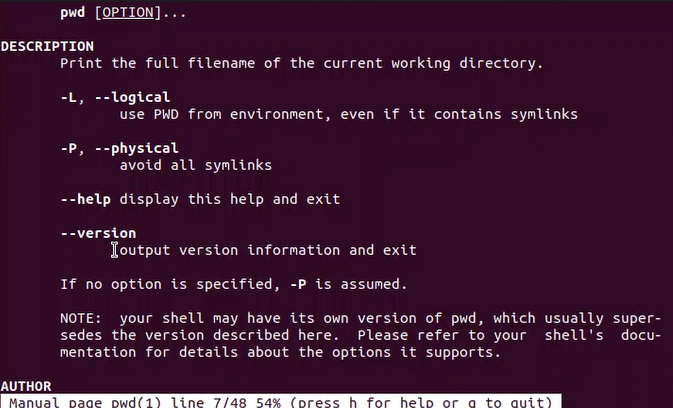 pwd [OPTION]...
DESCRIPTION
Print the full filename of the current working directory.
-L, --logical
use PWD from environment, even if it contains symlinks
-P, --physical
avoid all symlinks
--help display this help and exit
--version
output version information and exit
If no option is specified, -P is assumed.
NOTE:  your shell may have its own version of pwd, which usually super-
sedes the version described here.  Please refer to your  shell's  docu-
mentation for details about the options it supports.
AUTHOR
Manual page pwd(1) line 7/48 54% (press h for help or q to quit)